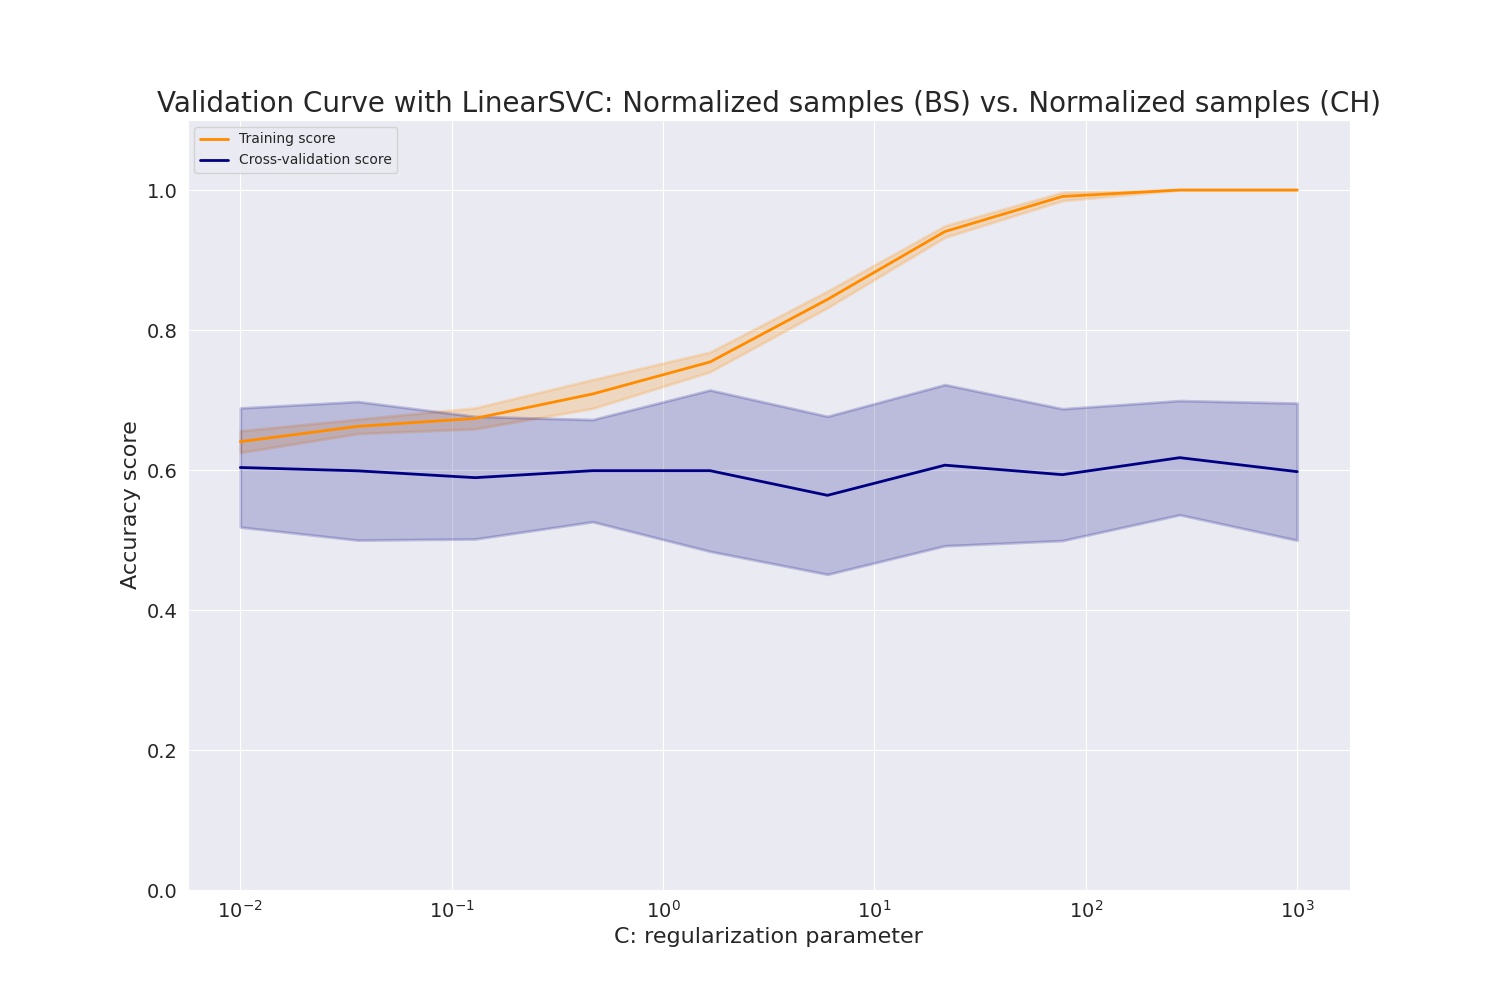 Validation Curve with LinearSVC: Normalized samples (BS) vs. Normalized samples (CH)
Training score
Cross-validation score
1.0
0.8
0.6
0.4
0.2
0.0
Accuracy score
10⁻² 10⁻¹ 10⁰ 10¹ 10² 10³
C: regularization parameter